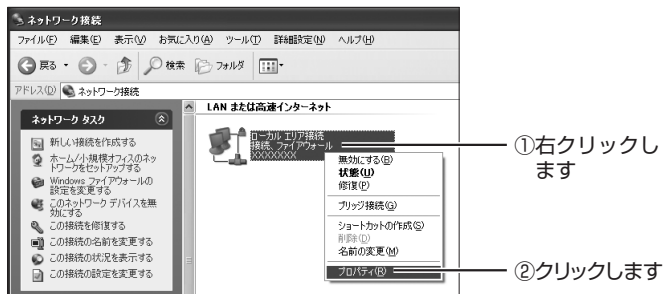 ネットワーク接続
ファイル(F) 編集(E) 表示(V) お気に入り(A) ツール(T) 詳細設定(N) ヘルプ(H)
戻る 検索 フォルダ
アドレス(D) ネットワーク接続
ネットワーク タスク
新しい接続を作成する
ホーム/小規模オフィスのネッ
トワークをセットアップする
Windows ファイアウォールの
設定を変更する
このネットワーク デバイスを無
効にする
この接続を修復する
この接続の名前を変更する
この接続の状況を表示する
この接続の設定を変更する
LAN または高速インターネット
ローカル エリア接続
接続、ファイアウォール
XXXXXXXX
無効にする(B)
状態(U)
修復(P)
ブリッジ接続(G)
ショートカットの作成(S)
削除(D)
名前の変更(M)
プロパティ(R)
①右クリックし
ます
②クリックします